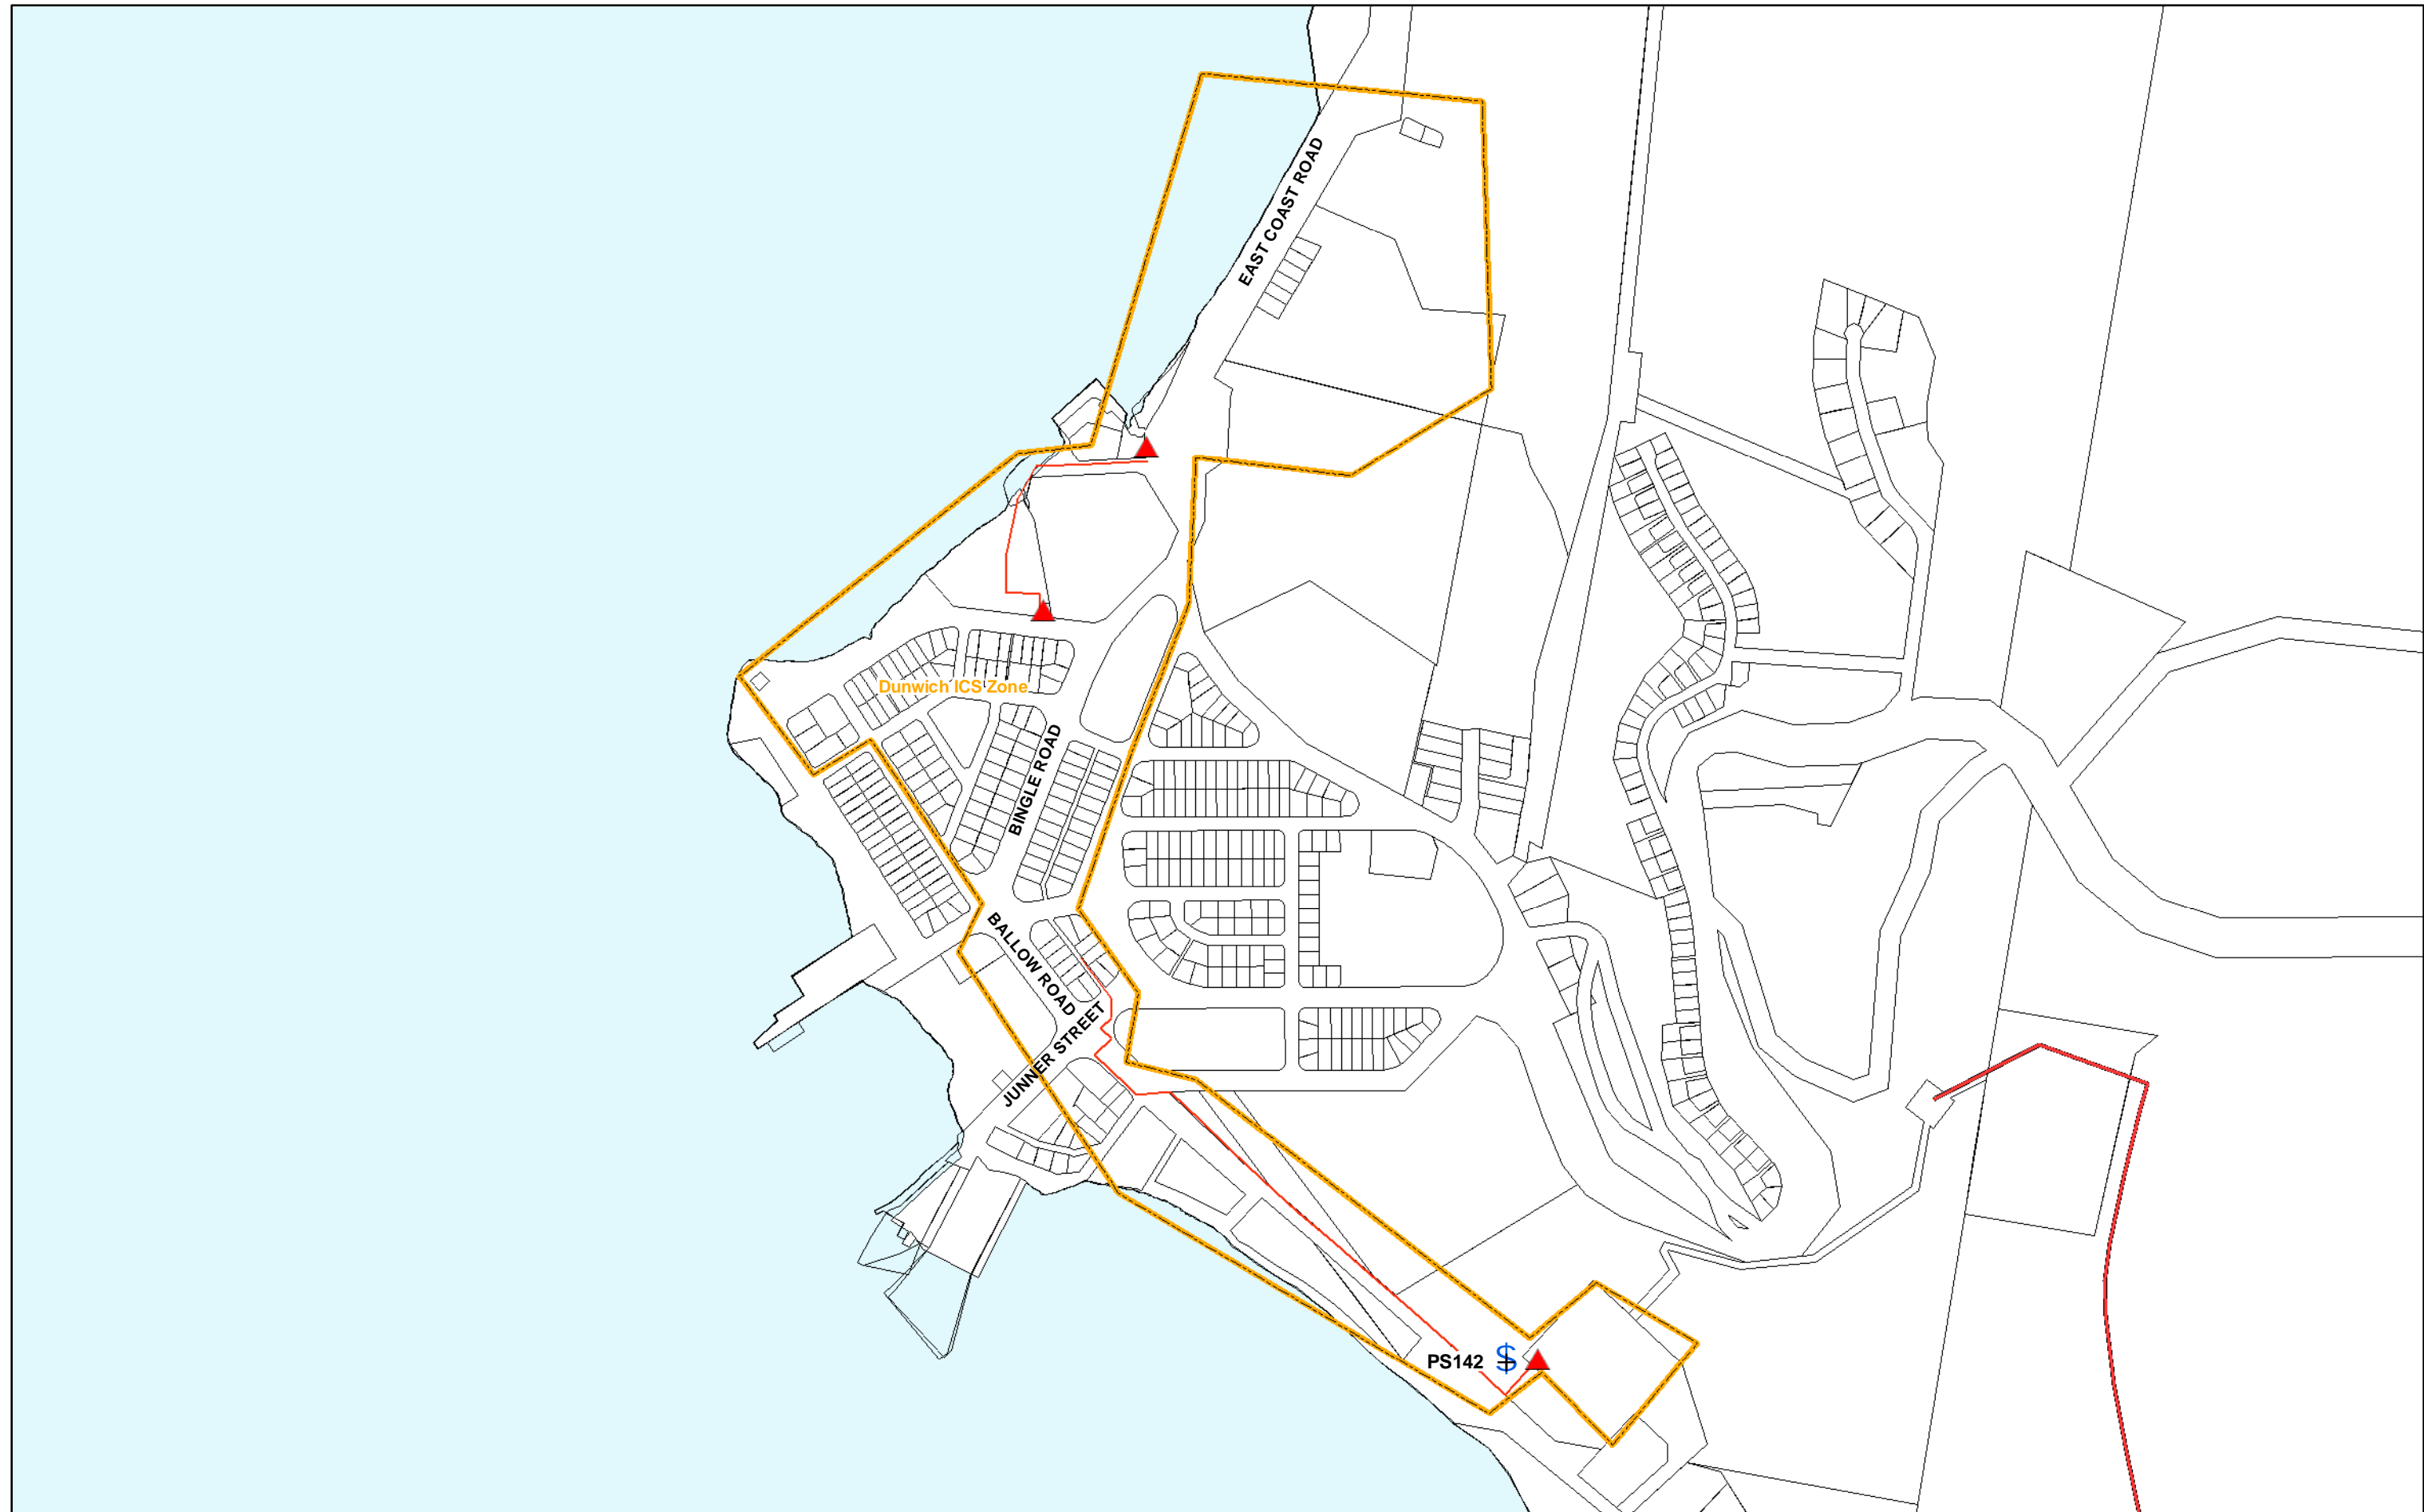 EAST COAST ROAD
Dunwich ICS Zone
BINGLE ROAD
BALLOW ROAD
JUNNER STREET
PS142